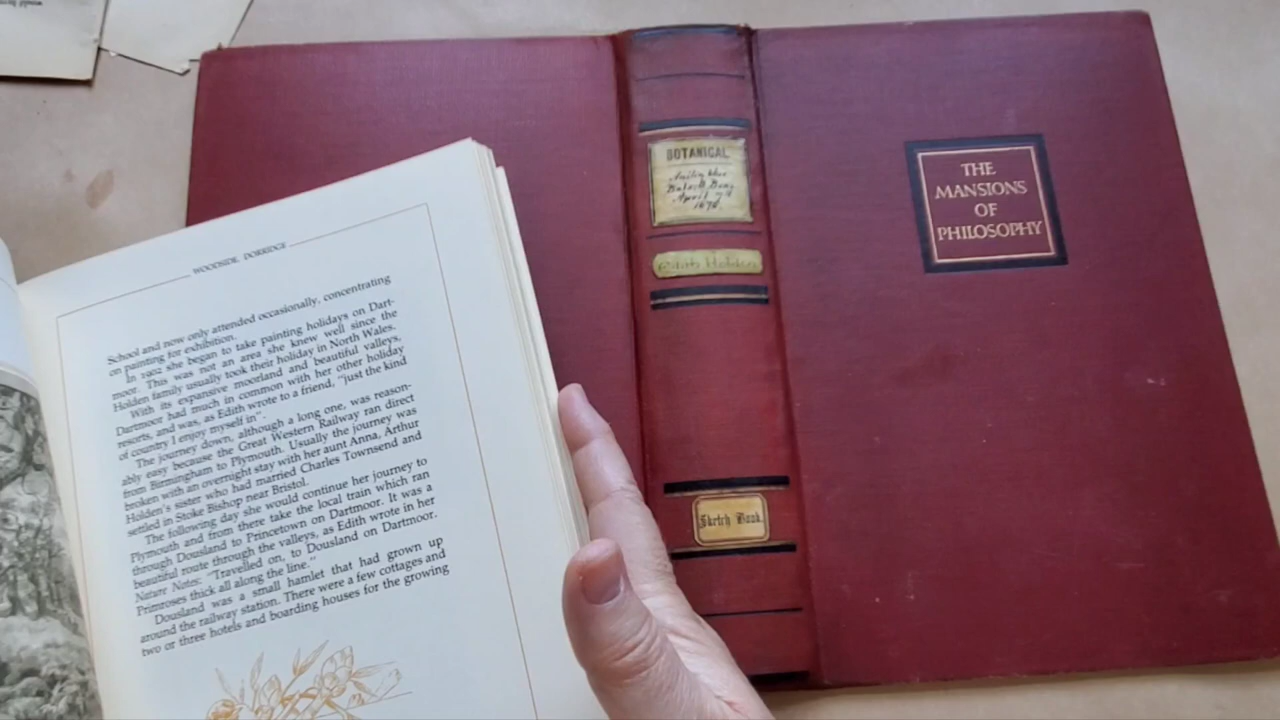 WOODSIDE, DORRIDGE
School and now only attended occasionally, concentrating
on painting for exhibition.
In 1902 she began to take painting holidays on Dart-
moor. This was not an area she knew well since the
Holden family usually took their holiday in North Wales.
With its expansive moorland and beautiful valleys,
Dartmoor had much in common with her other holiday
resorts, and was, as Edith wrote to a friend, "just the kind
of country I enjoy myself in".
The journey down, although a long one, was reason-
ably easy because the Great Western Railway ran direct
from Birmingham to Plymouth. Usually the journey was
broken with an overnight stay with her aunt Anna, Arthur
Holden's sister who had married Charles Townsend and
settled in Stoke Bishop near Bristol.
The following day she would continue her journey to
Plymouth and from there take the local train which ran
through Dousland to Princetown on Dartmoor. It was a
beautiful route through the valleys, as Edith wrote in her
Nature Notes: "Travelled on, to Dousland on Dartmoor.
Primroses thick all along the line."
Dousland was a small hamlet that had grown up
around the railway station. There were a few cottages and
two or three hotels and boarding houses for the growing
BOTANICAL
April 7th
Edith Holden
Sketch Book.
THE
MANSIONS
OF
PHILOSOPHY